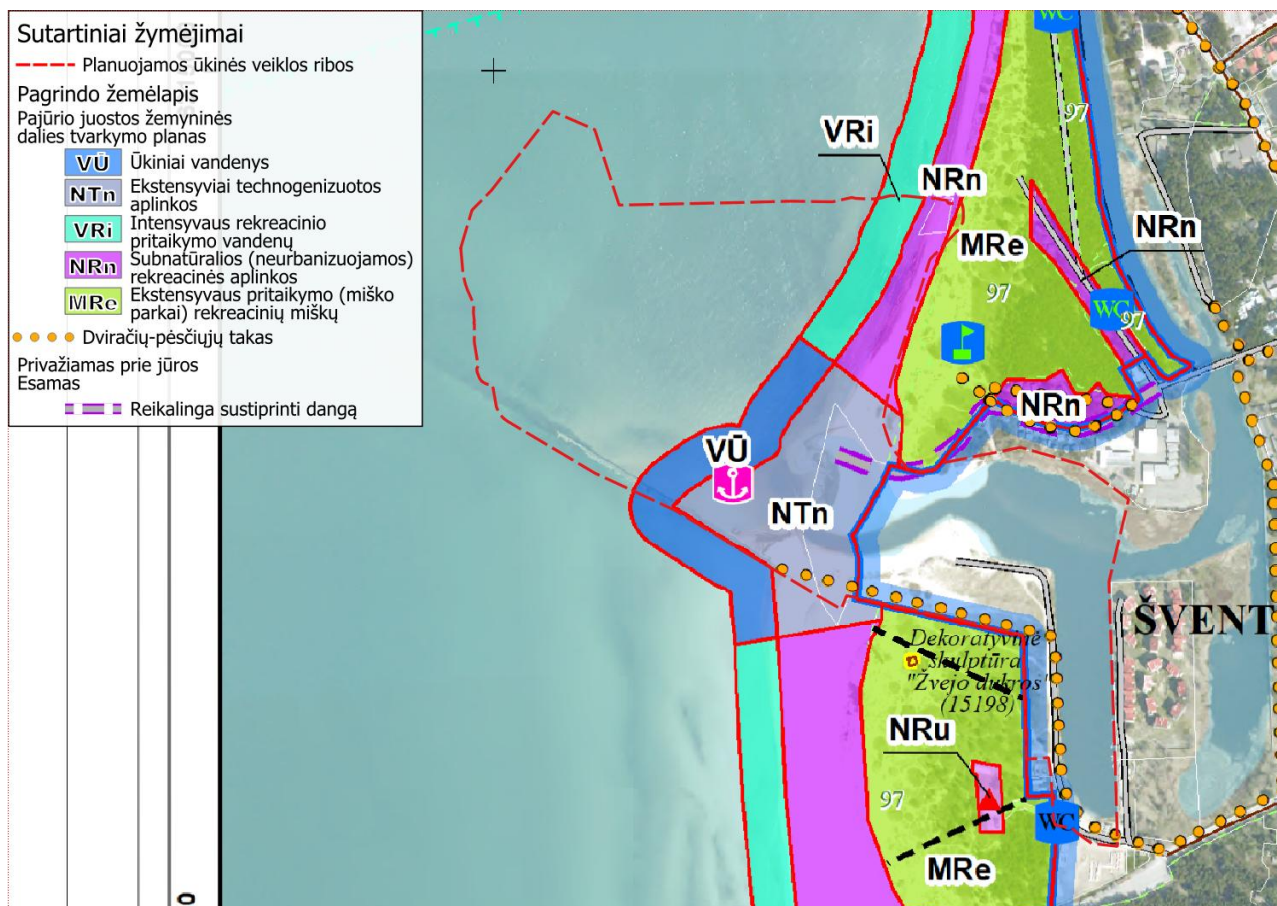 Sutartiniai žymėjimai
Planuojamos ūkinės veiklos ribos
Pagrindo žemėlapis
Pajūrio juostos žemyninės
dalies tvarkymo planas
VŪ Ūkiniai vandenys
NTn Ekstensyviai technogenizuotos
aplinkos
VRi Intensyvaus rekreacinio
pritaikymo vandenų
NRn Subnatūralios (neurbanizuojamos)
rekreacinės aplinkos
MRe Ekstensyvaus pritaikymo (miško
parkai) rekreacinių miškų
Dviračių-pėsčiųjų takas
Privažiamas prie jūros
Esamas
Reikalinga sustiprinti dangą
WC
97
VRi
NRn
MRe
NRn
97
WC
97
NRn
VŪ
NTn
ŠVENT
Dekoratyvinė
skulptūra
"Žvejo dukros"
(15198)
NRu
97
WC
MRe
0